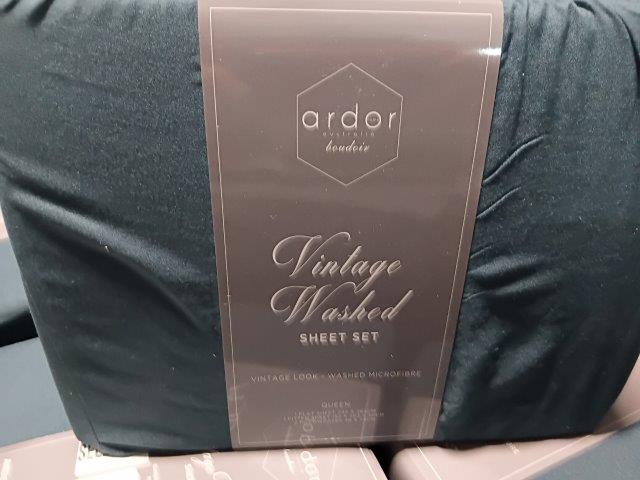 ardor
australia
boudoir
Vintage
Washed
SHEET SET
VINTAGE LOOK - WASHED MICROFIBRE
QUEEN